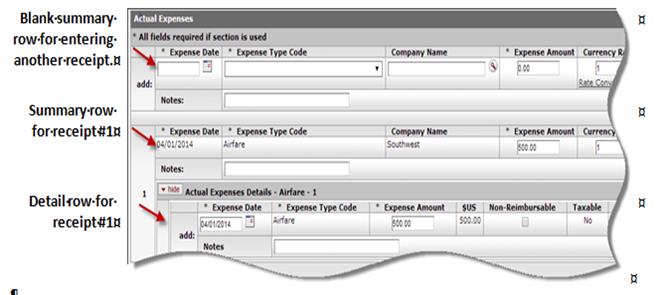 Blank·summary·
row·for·entering·
another·receipt.¤
Actual Expenses
* All fields required if section is used
* Expense Date * Expense Type Code Company Name * Expense Amount Currency Ra
add: 0.00 1
Rate Conv
Notes:
Summary·row·
for·receipt·#1¤
* Expense Date * Expense Type Code Company Name * Expense Amount Currency
04/01/2014 Airfare Southwest 500.00 1
Notes:
1
hide Actual Expenses Details - Airfare - 1
Detail·row·for·
receipt·#1¤
* Expense Date * Expense Type Code * Expense Amount $US Non-Reimbursable Taxable
add: 04/01/2014 Airfare 500.00 500.00 No
Notes
¤
¤
¤
¤
¶